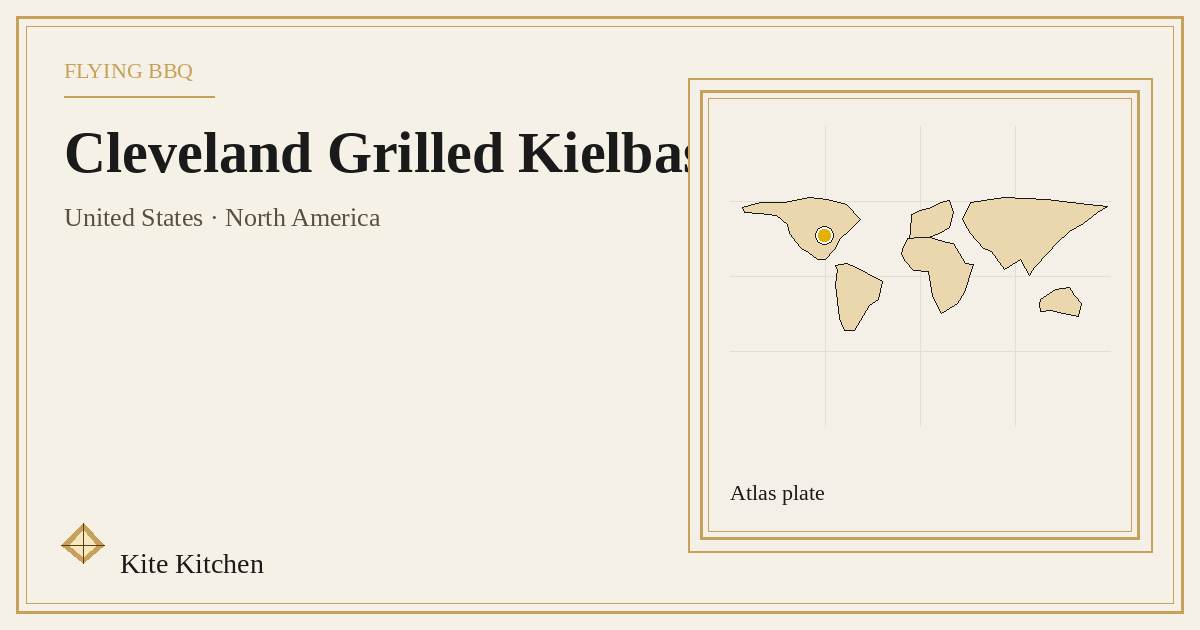 FLYING BBQ
Cleveland Grilled Kielbas
United States · North America
Atlas plate
Kite Kitchen